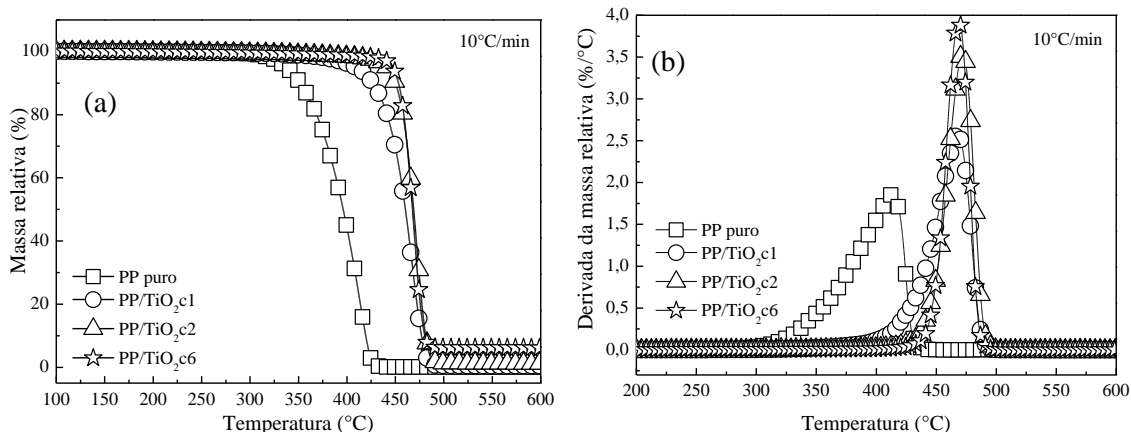 10°C/min
(a)
Massa relativa (%)
100
80
60
40
20
0
PP puro
PP/TiO₂c1
PP/TiO₂c2
PP/TiO₂c6
100 150 200 250 300 350 400 450 500 550 600
Temperatura (°C)
10°C/min
(b)
Derivada da massa relativa (%/°C)
4,0
3,5
3,0
2,5
2,0
1,5
1,0
0,5
0,0
PP puro
PP/TiO₂c1
PP/TiO₂c2
PP/TiO₂c6
200 250 300 350 400 450 500 550 600
Temperatura (°C)